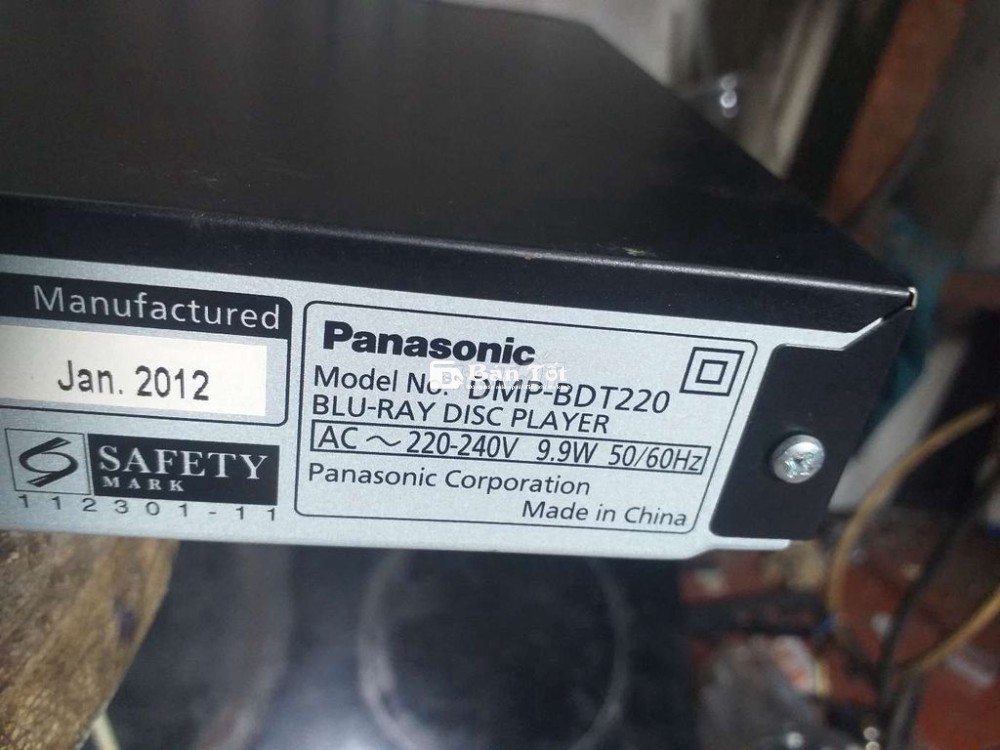 Manufactured
Jan. 2012
SAFETY
MARK
112301-11
Panasonic
Model No. DMP-BDT220
BLU-RAY DISC PLAYER
AC ~ 220-240V 9.9W 50/60Hz
Panasonic Corporation
Made in China
Bán Tốt